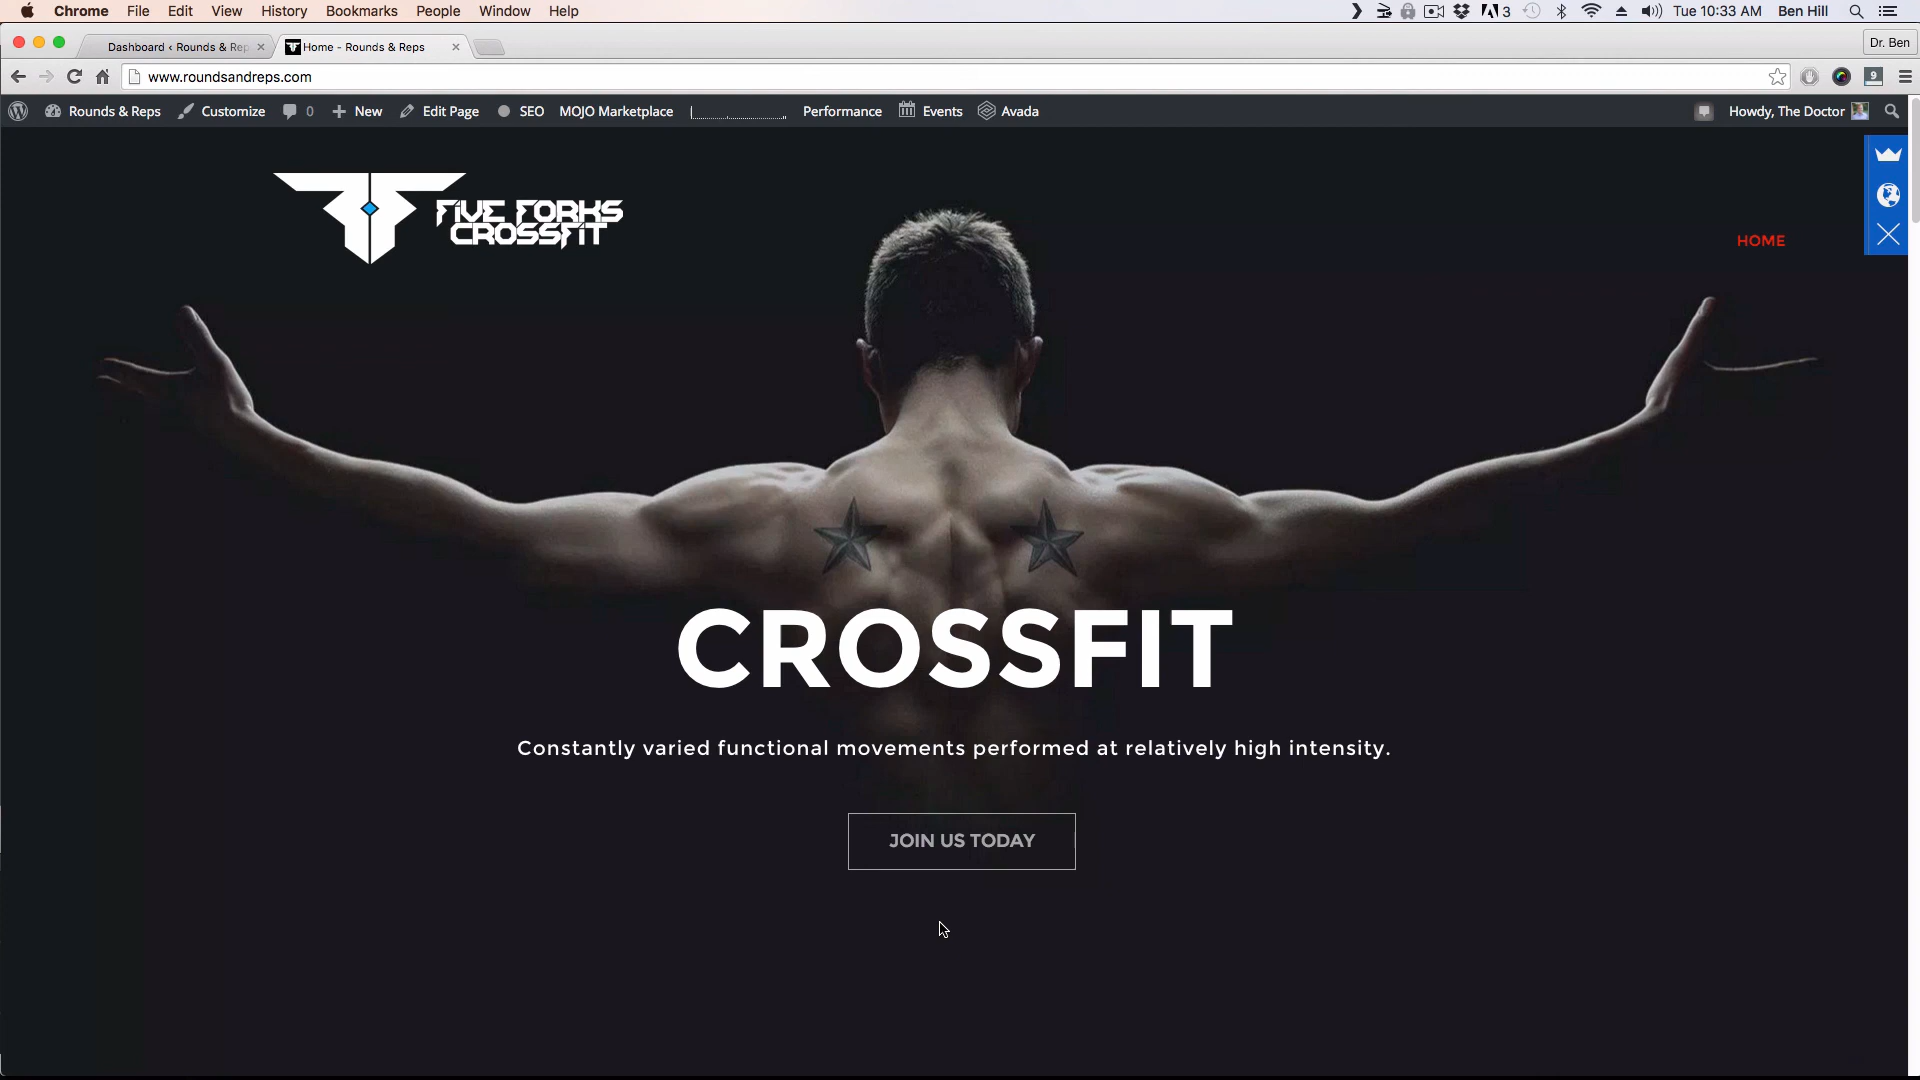 Chrome File Edit View History Bookmarks People Window Help 3 Tue 10:33 AM Ben Hill
Dashboard ‹ Rounds & Rep Home - Rounds & Reps Dr. Ben
www.roundsandreps.com 9
Rounds & Reps Customize 0 New Edit Page SEO MOJO Marketplace Performance Events Avada Howdy, The Doctor
FIVE FORKS
CROSSFIT
HOME
CROSSFIT
Constantly varied functional movements performed at relatively high intensity.
JOIN US TODAY